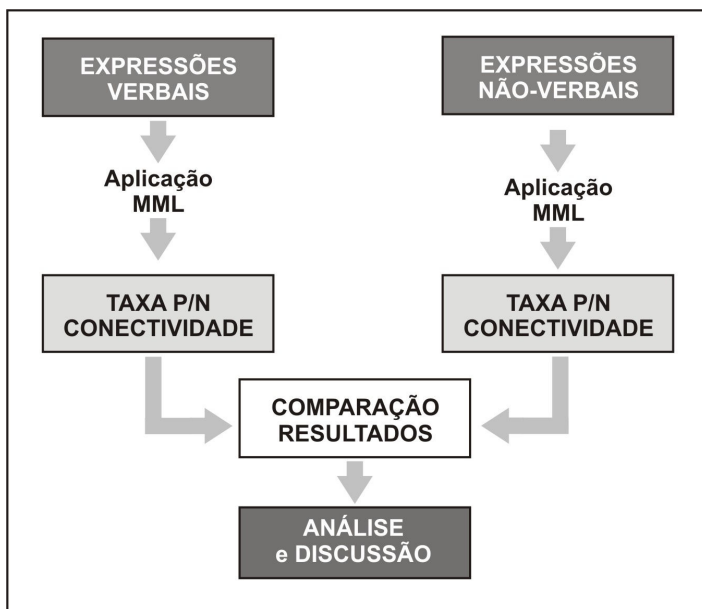 EXPRESSÕES
VERBAIS
Aplicação
MML
TAXA P/N
CONECTIVIDADE
EXPRESSÕES
NÃO-VERBAIS
Aplicação
MML
TAXA P/N
CONECTIVIDADE
COMPARAÇÃO
RESULTADOS
ANÁLISE
e DISCUSSÃO